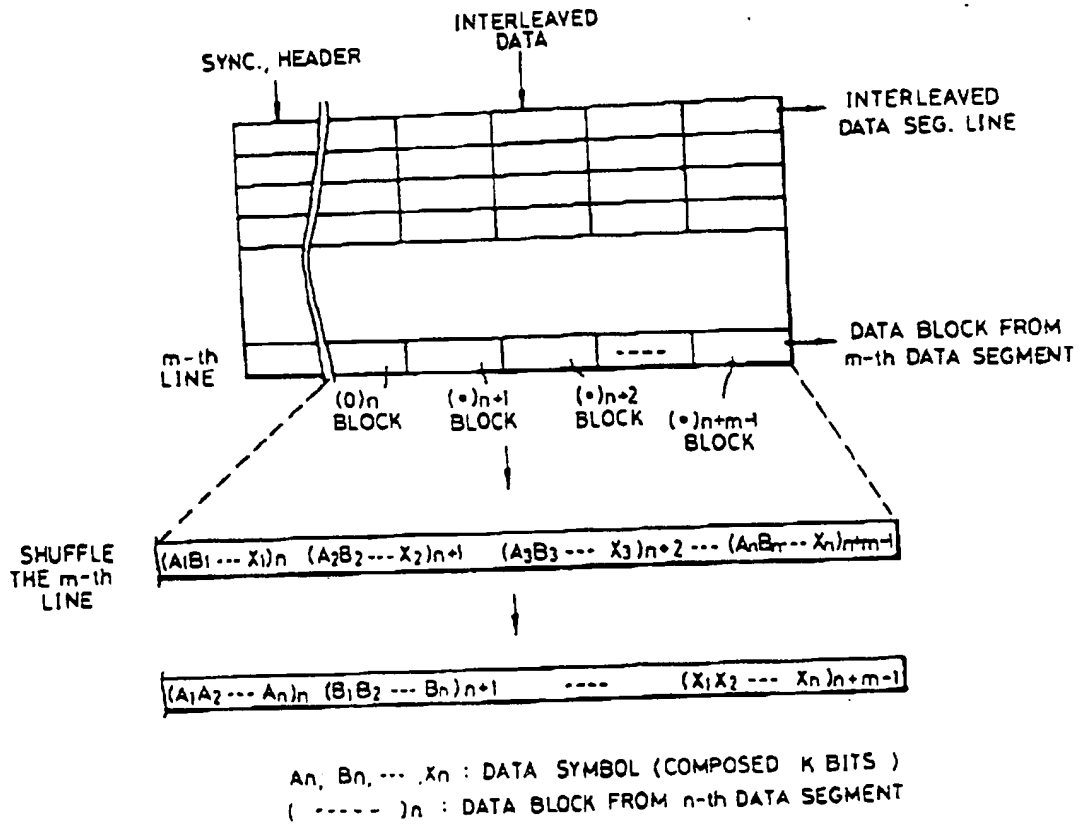 INTERLEAVED
DATA
SYNC., HEADER
INTERLEAVED
DATA SEG. LINE
m-th
LINE
----
DATA BLOCK FROM
m-th DATA SEGMENT
(0)n
BLOCK
(•)n+1
BLOCK
(•)n+2
BLOCK
(•)n+m-1
BLOCK
SHUFFLE
THE m-th
LINE
(A1B1 --- X1)n (A2B2 --- X2)n+1 (A3B3 --- X3)n+2 --- (AnBn --- Xn)n+m-1
(A1A2 --- An)n (B1B2 --- Bn)n+1 ---- (X1X2 --- Xn)n+m-1
An, Bn, --- ,Xn : DATA SYMBOL (COMPOSED K BITS )
( ----- )n : DATA BLOCK FROM n-th DATA SEGMENT